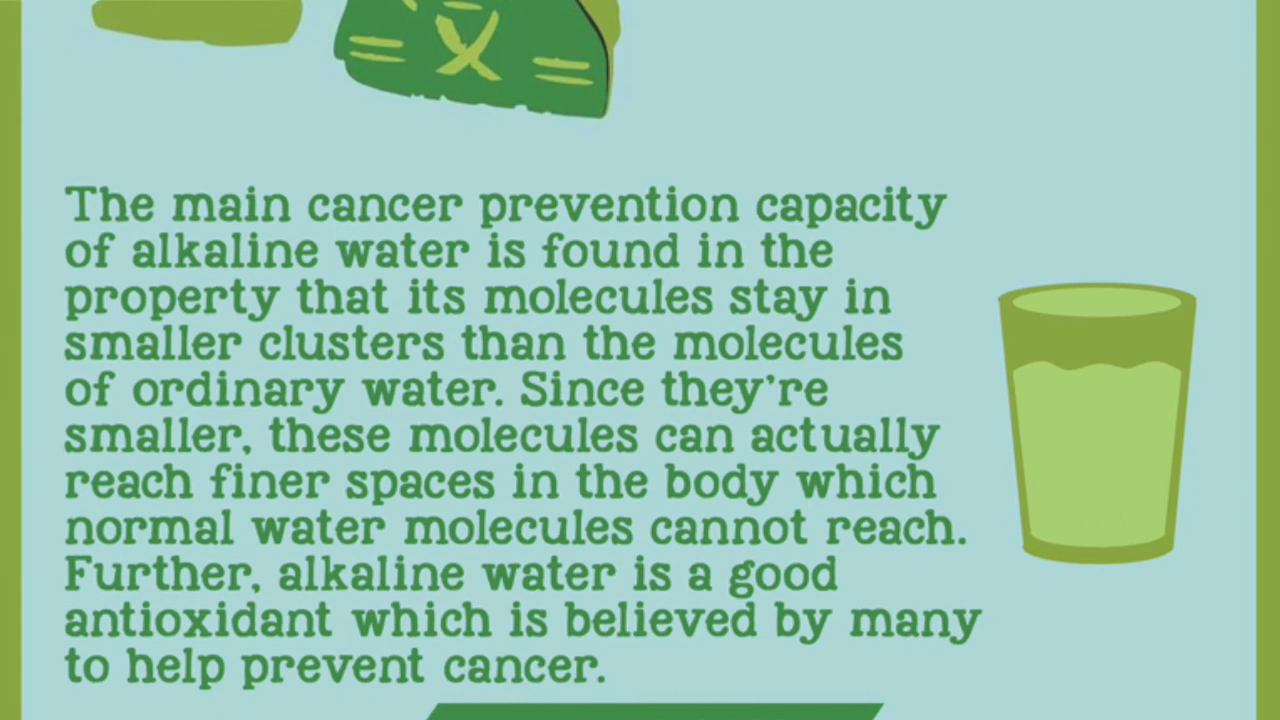 The main cancer prevention capacity
of alkaline water is found in the
property that its molecules stay in
smaller clusters than the molecules
of ordinary water. Since they're
smaller, these molecules can actually
reach finer spaces in the body which
normal water molecules cannot reach.
Further, alkaline water is a good
antioxidant which is believed by many
to help prevent cancer.